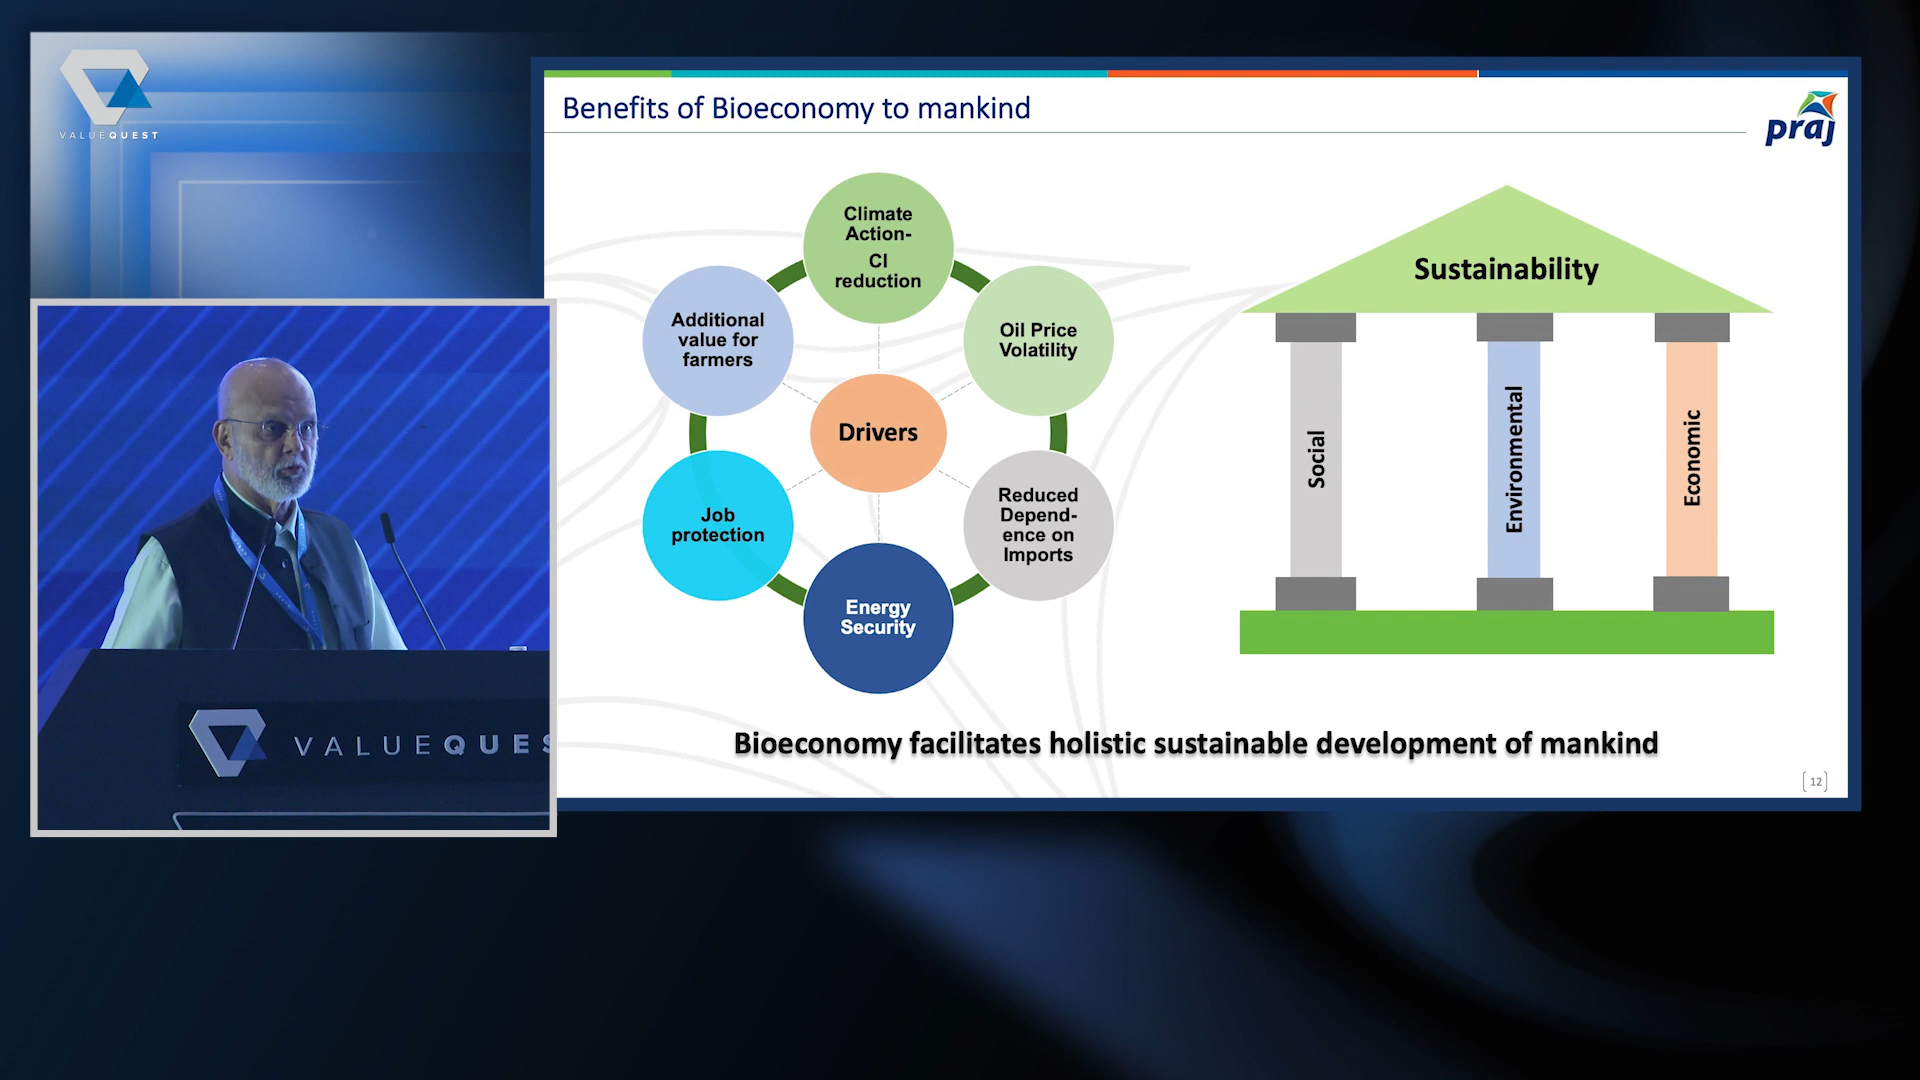 VALUEQUEST
Benefits of Bioeconomy to mankind
praj
Climate
Action-
CI
reduction
Oil Price
Volatility
Reduced
Depend-
ence on
Imports
Energy
Security
Job
protection
Additional
value for
farmers
Drivers
Sustainability
Social
Environmental
Economic
Bioeconomy facilitates holistic sustainable development of mankind
12
VALUEQUES